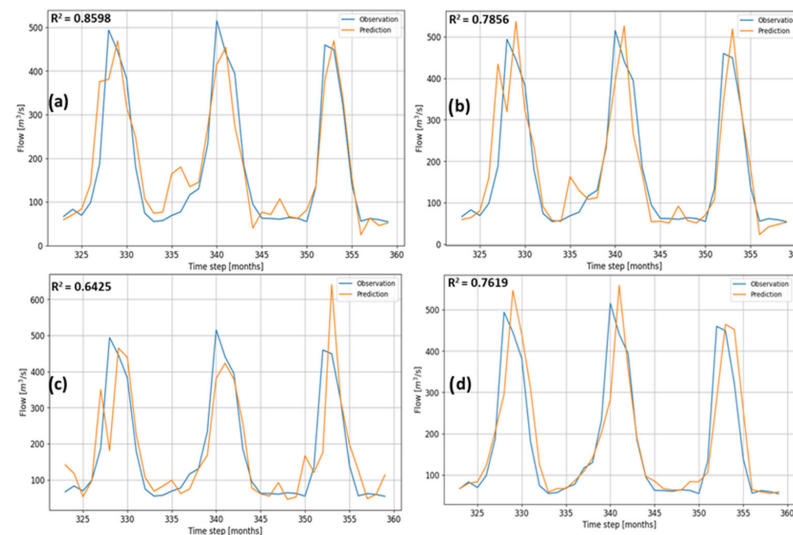 R² = 0.8598
Observation
Prediction
500
400
300
200
100
0
(a)
Flow [m³/s]
325 330 335 340 345 350 355 360
Time step [months]
R² = 0.7856
Observation
Prediction
500
400
300
200
100
0
(b)
Flow [m³/s]
325 330 335 340 345 350 355
Time step [months]
R² = 0.6425
Observation
Prediction
600
500
400
300
200
100
(c)
Flow [m³/s]
325 330 335 340 345 350 355 360
Time step [months]
R² = 0.7619
Observation
Prediction
500
400
300
200
100
(d)
Flow [m³/s]
325 330 335 340 345 350 355 360
Time step [months]